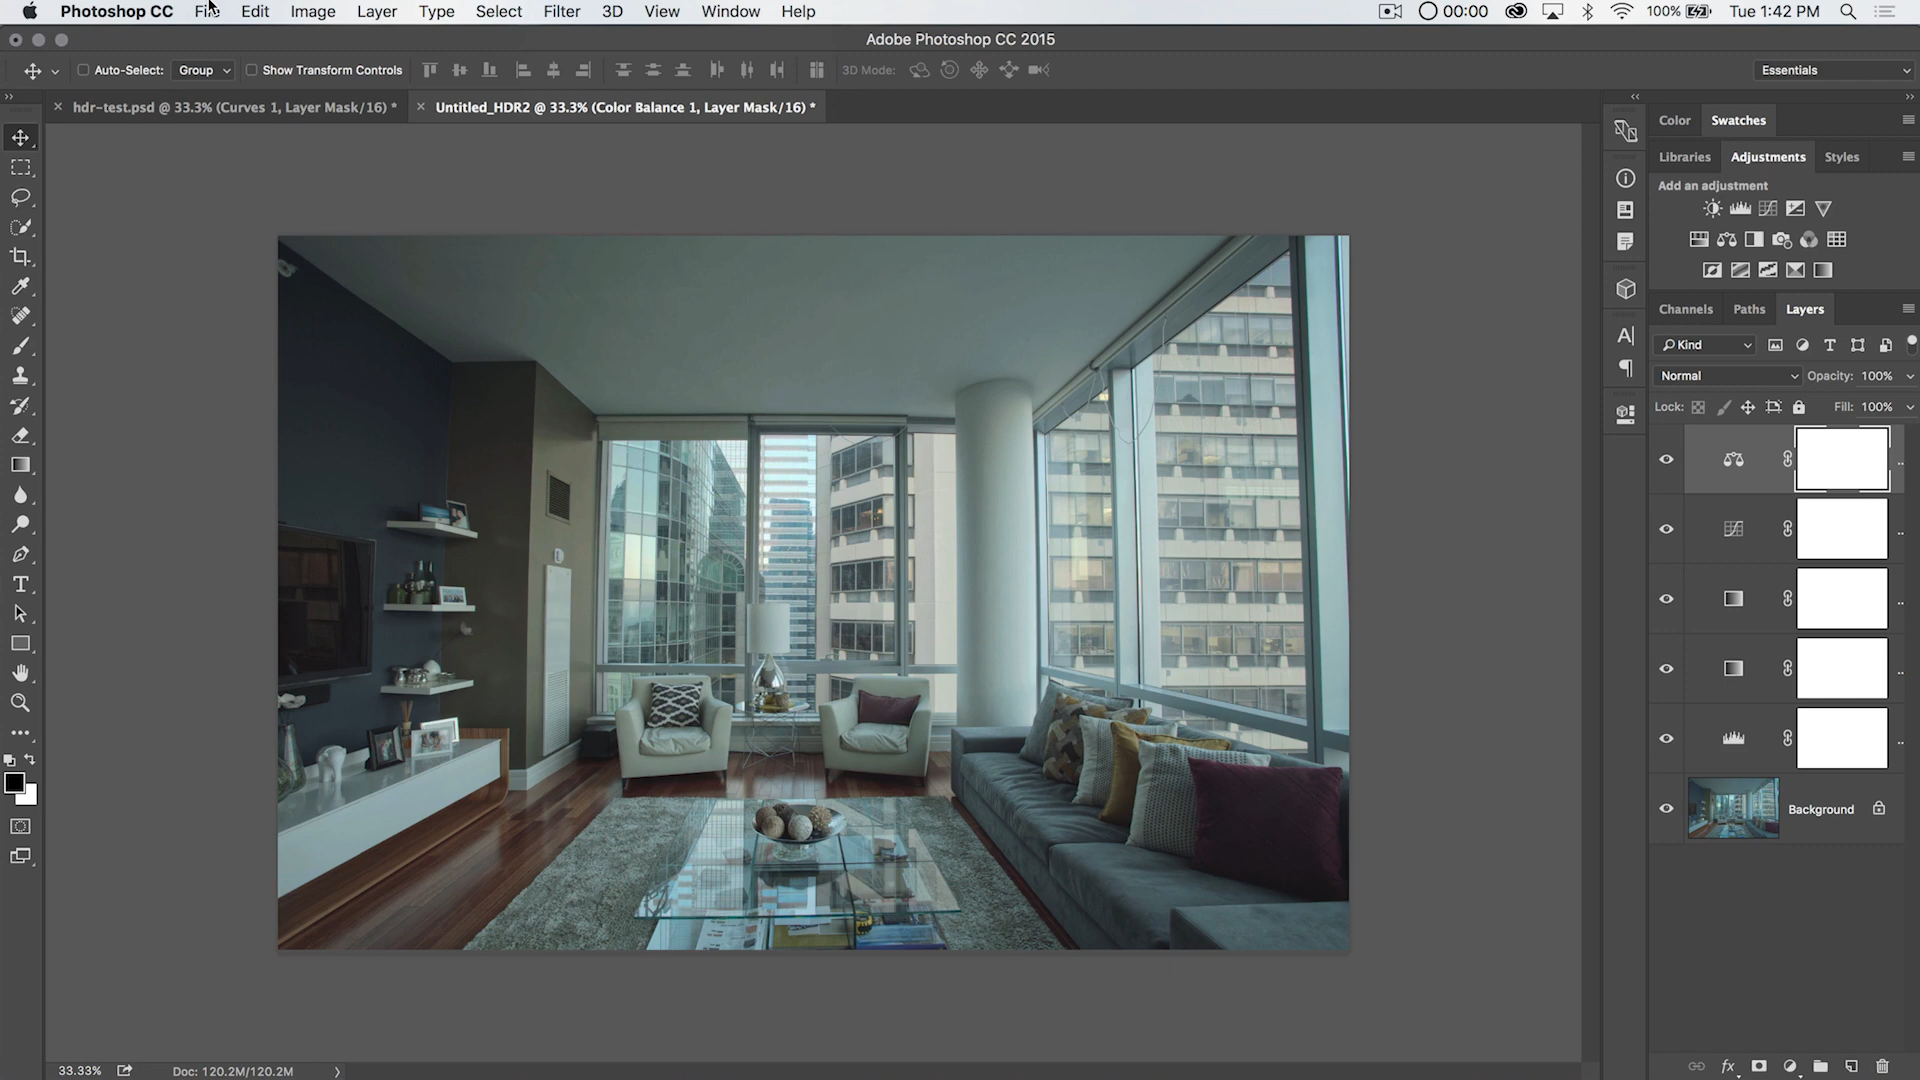 Photoshop CC File Edit Image Layer Type Select Filter 3D View Window Help 00:00 100% Tue 1:42 PM
Adobe Photoshop CC 2015
Auto-Select: Group Show Transform Controls 3D Mode: Essentials
× hdr-test.psd @ 33.3% (Curves 1, Layer Mask/16) * × Untitled_HDR2 @ 33.3% (Color Balance 1, Layer Mask/16) *
Color Swatches
Libraries Adjustments Styles
Add an adjustment
Channels Paths Layers
Kind
Normal Opacity: 100%
Lock: Fill: 100%
Background
33.33% Doc: 120.2M/120.2M